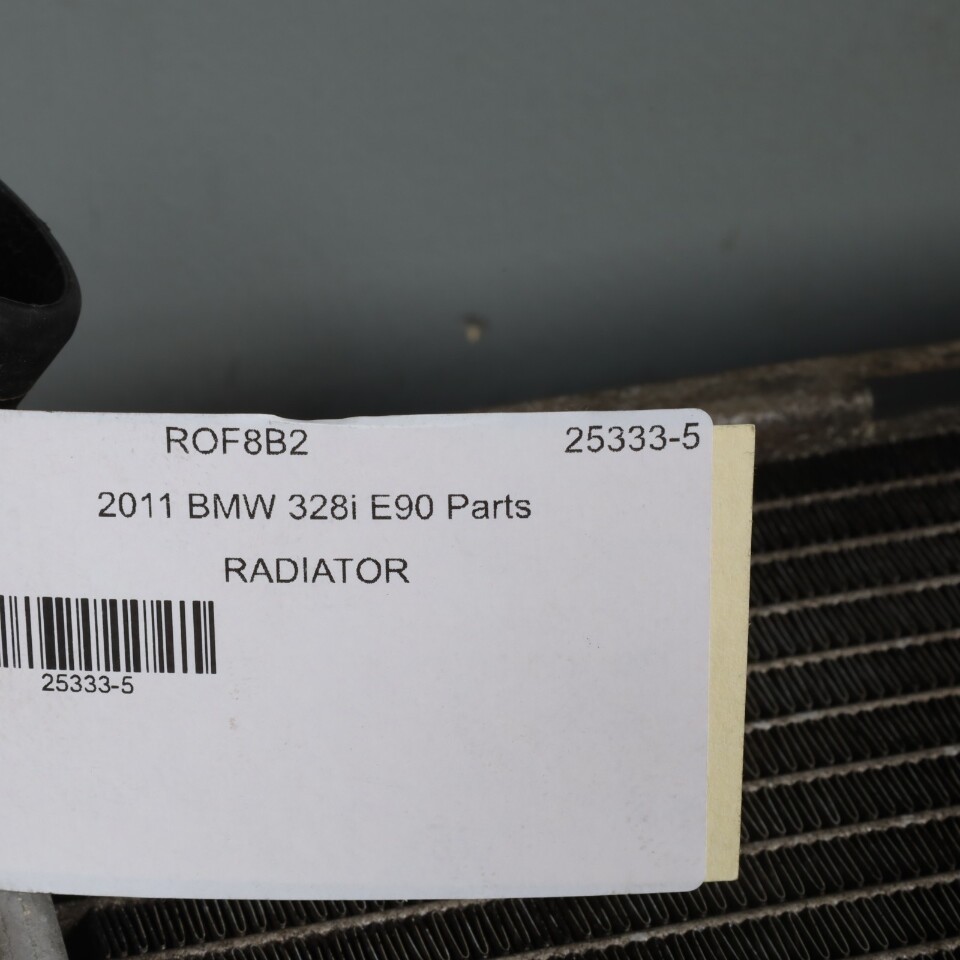 ROF8B2 25333-5
2011 BMW 328i E90 Parts
RADIATOR
25333-5